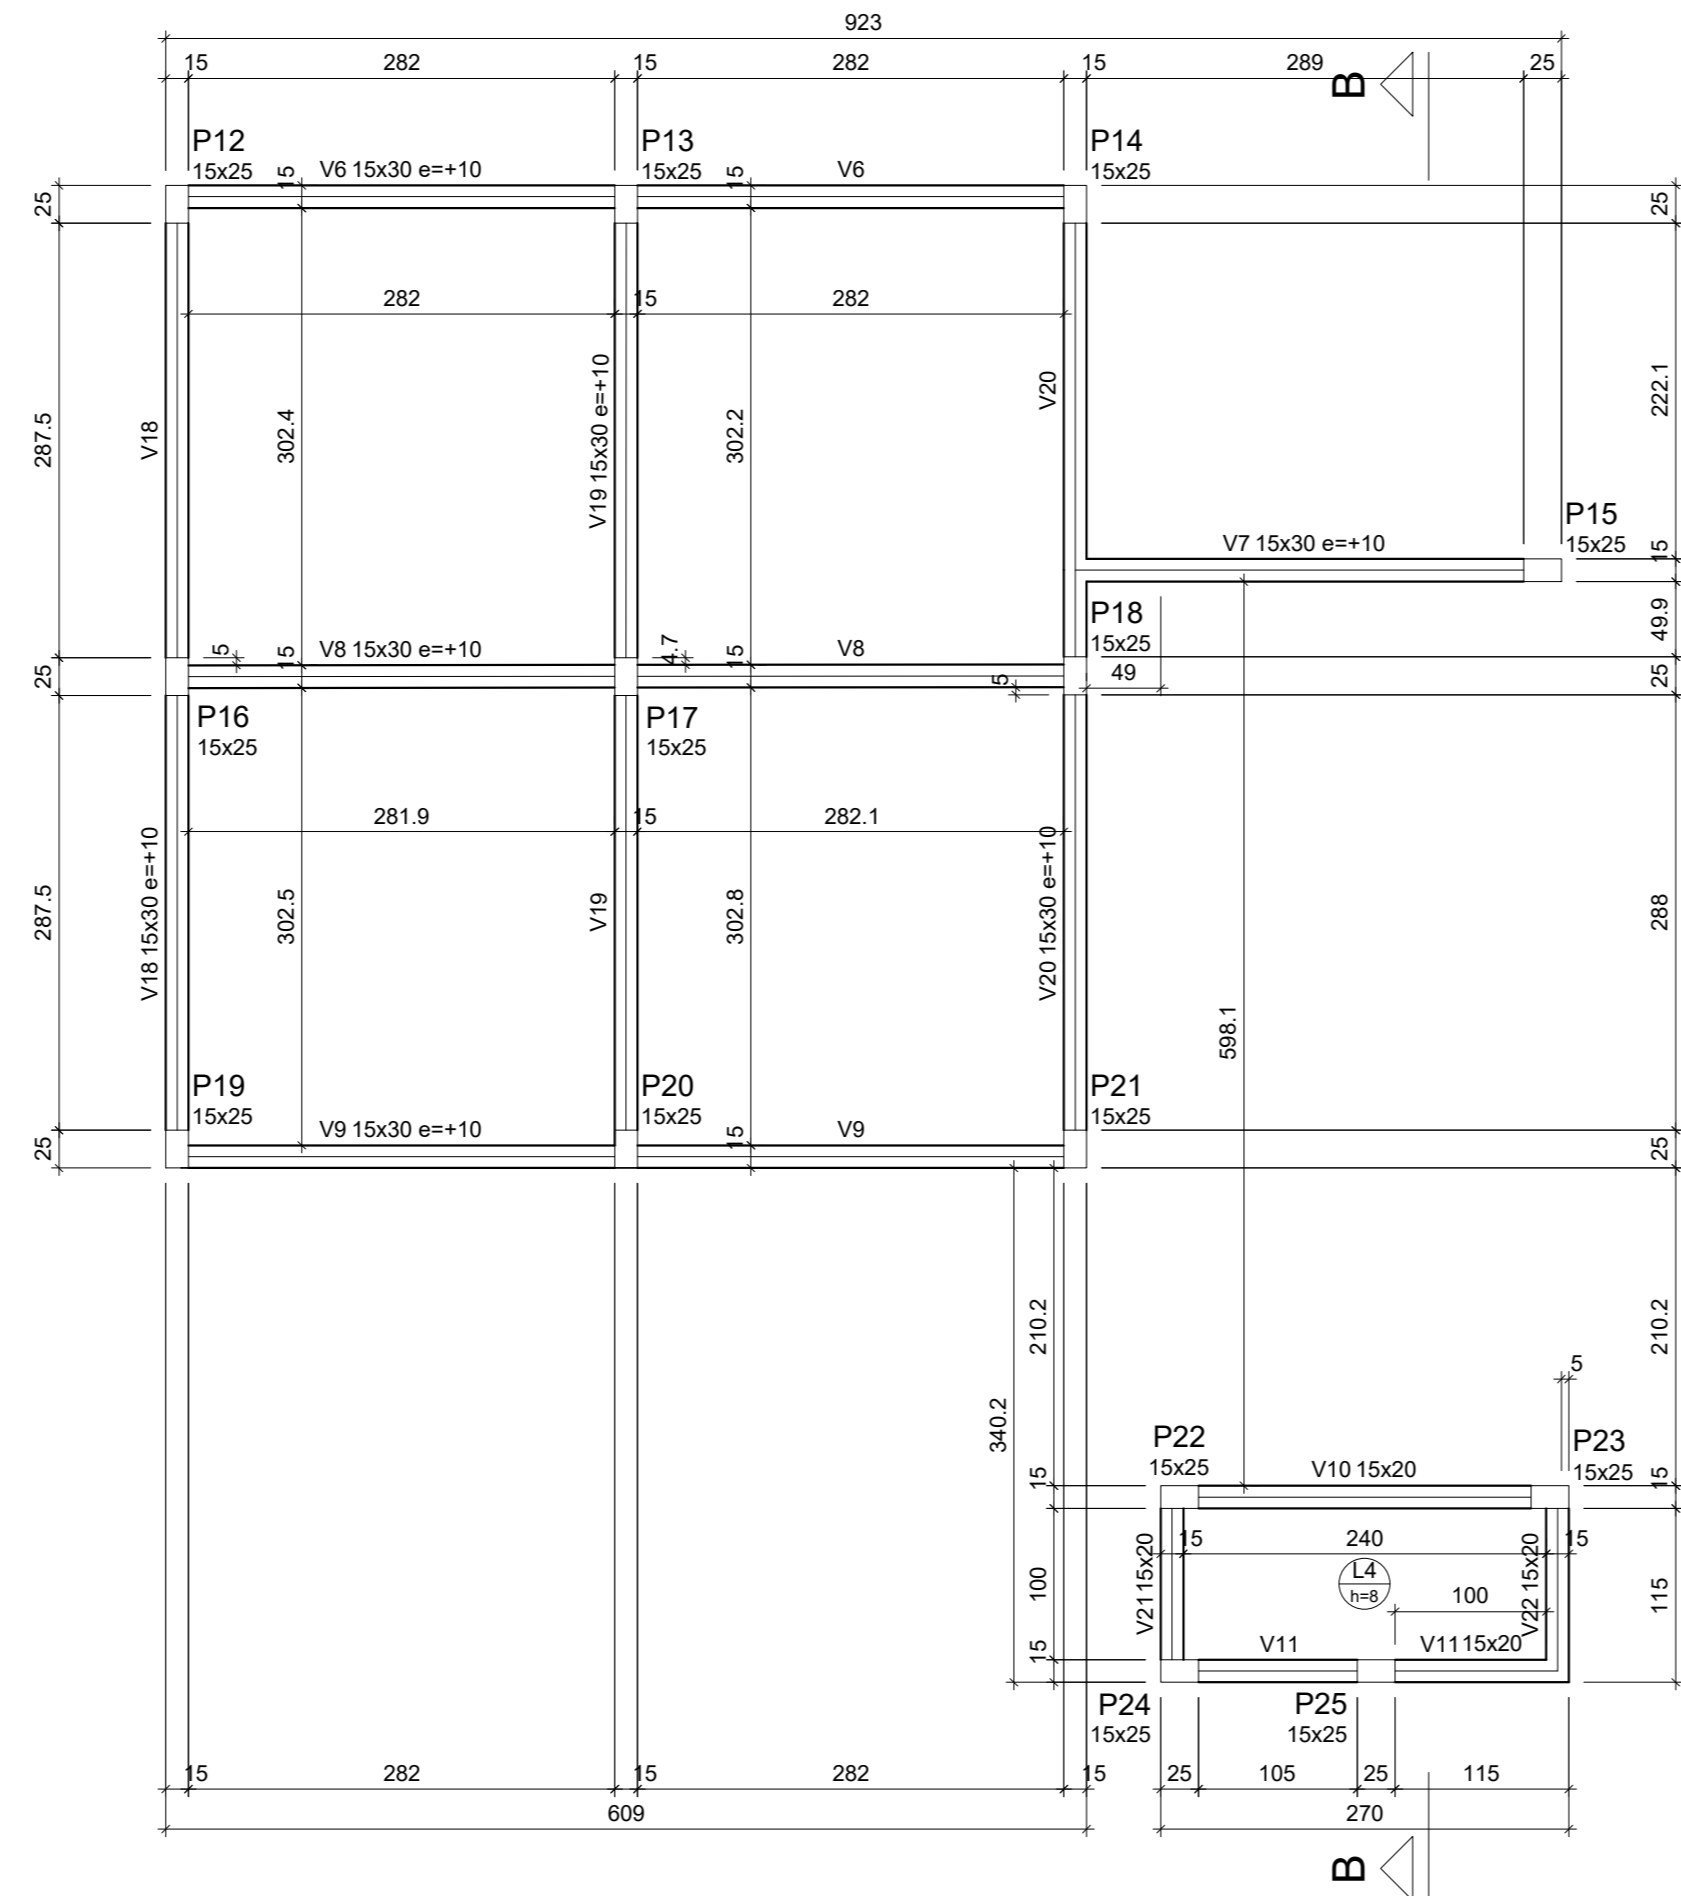 923
15 282 15 282 15 289 25
B
P12
15x25
V6 15x30 e=+10
15
P13
15x25
V6
15
P14
15x25
25
25
282 15 282
287.5
V18
302.4
V19 15x30 e=+10
302.2
V20
222.1
P15
15x25
V7 15x30 e=+10
15
P18
15x25
49.9
49
5
15
V8 15x30 e=+10
4.7
15
V8
5
25
25
P16
15x25
P17
15x25
281.9 15 282.1
287.5
V18 15x30 e=+10
302.5
V19
302.8
V20 15x30 e=+10
288
598.1
P19
15x25
V9 15x30 e=+10
P20
15x25
15
V9
P21
15x25
25
25
210.2
210.2
340.2
5
P22
15x25
V10 15x20
P23
15x25
15
15
15 240 15
V21 15x20
L4
h=8
100
V22 15x20
100
115
V11
V11 15x20
15
P24
15x25
P25
15x25
15 282 15 282 15 25 105 25 115
609 270
B